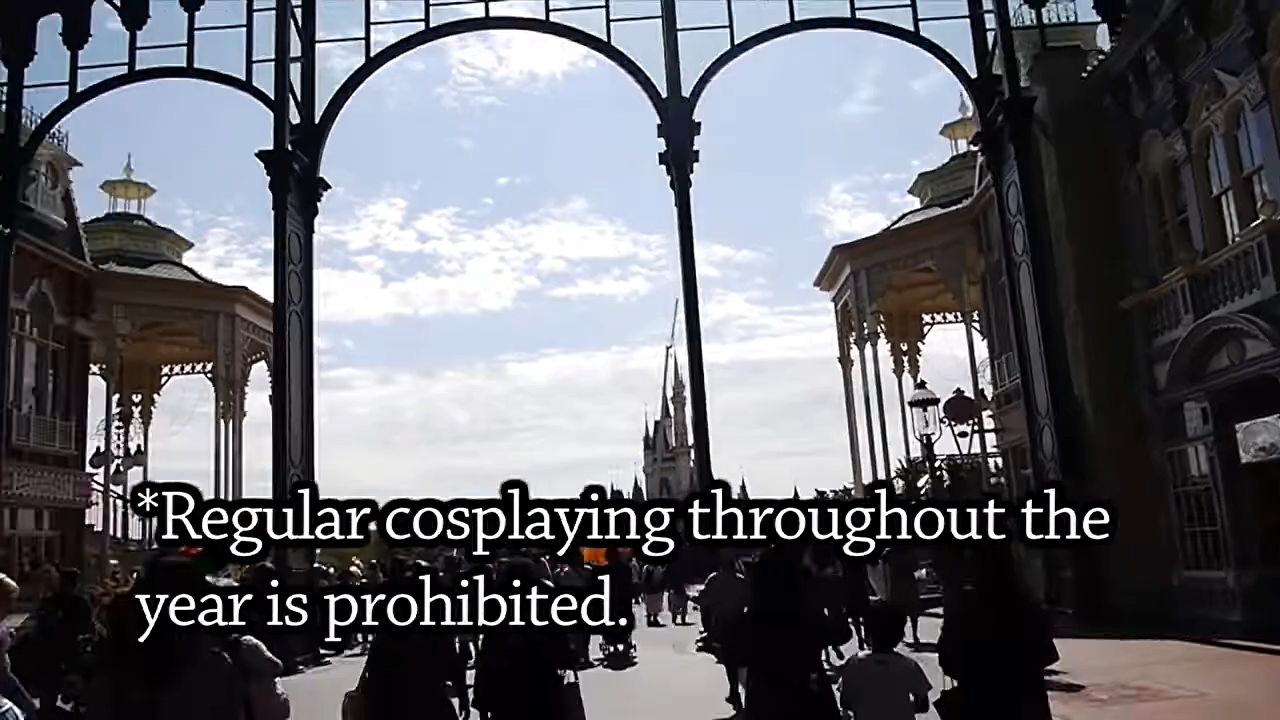 *Regular cosplaying throughout the
year is prohibited.